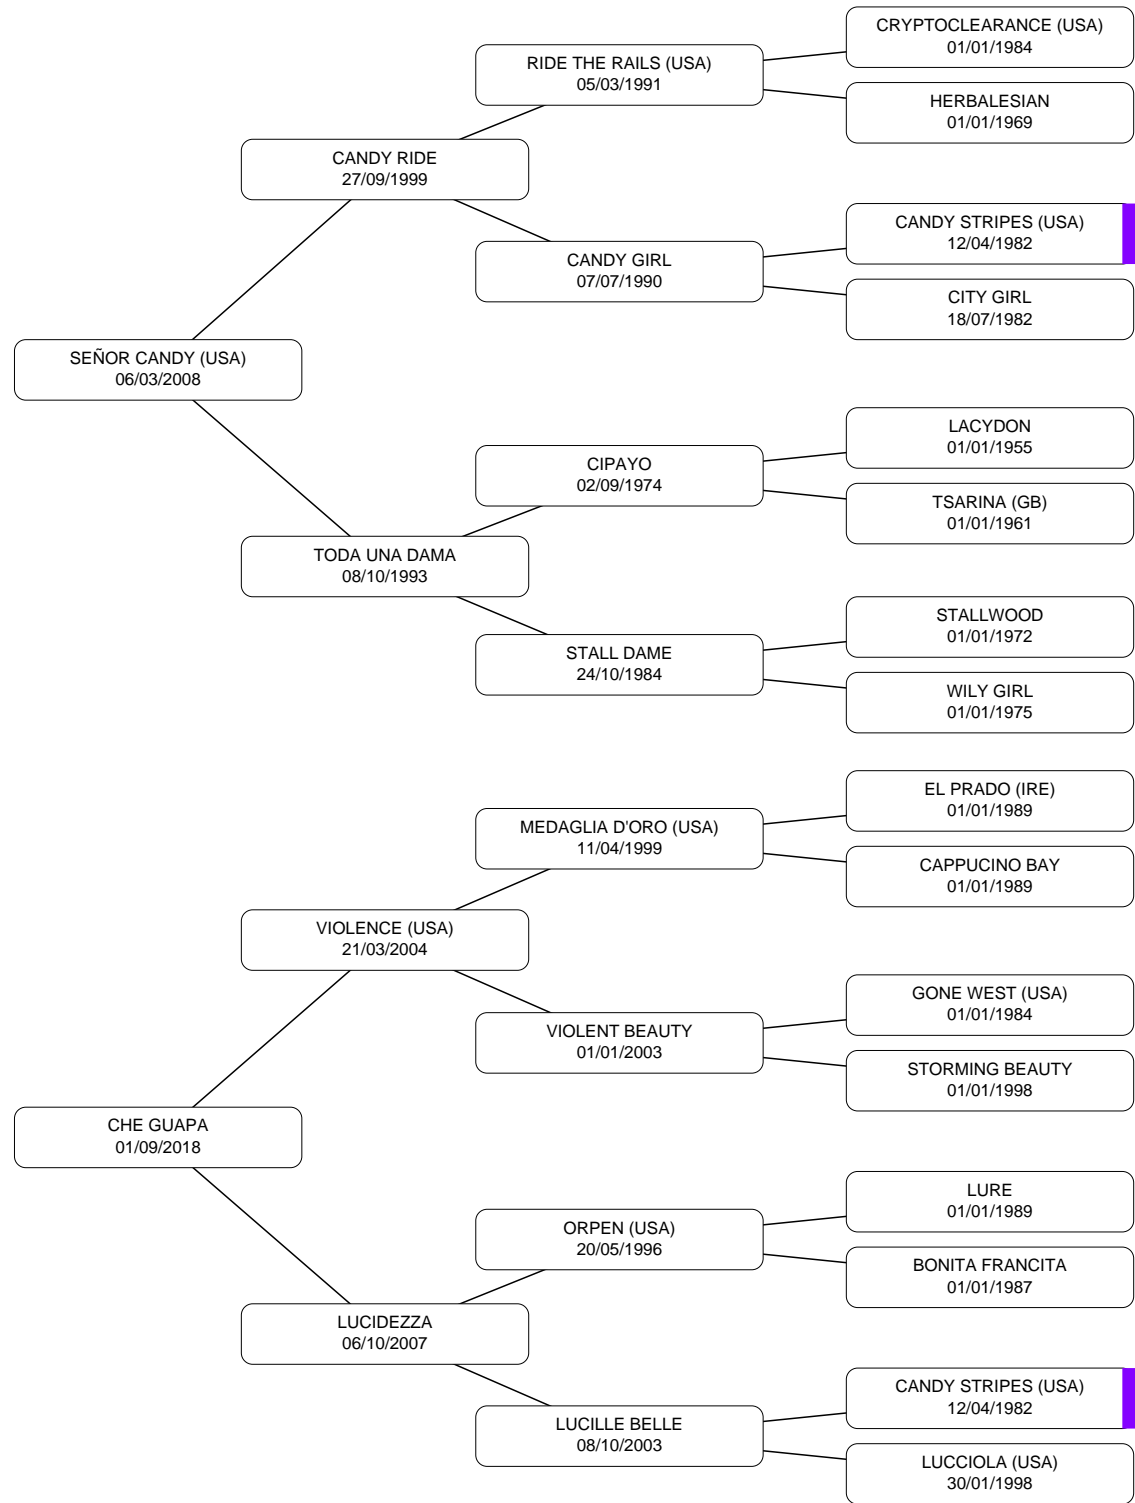 CRYPTOCLEARANCE (USA)
01/01/1984
RIDE THE RAILS (USA)
05/03/1991
HERBALESIAN
01/01/1969
CANDY RIDE
27/09/1999
CANDY STRIPES (USA)
12/04/1982
CANDY GIRL
07/07/1990
CITY GIRL
18/07/1982
SEÑOR CANDY (USA)
06/03/2008
LACYDON
01/01/1955
CIPAYO
02/09/1974
TSARINA (GB)
01/01/1961
TODA UNA DAMA
08/10/1993
STALLWOOD
01/01/1972
STALL DAME
24/10/1984
WILY GIRL
01/01/1975
EL PRADO (IRE)
01/01/1989
MEDAGLIA D'ORO (USA)
11/04/1999
CAPPUCINO BAY
01/01/1989
VIOLENCE (USA)
21/03/2004
GONE WEST (USA)
01/01/1984
VIOLENT BEAUTY
01/01/2003
STORMING BEAUTY
01/01/1998
CHE GUAPA
01/09/2018
LURE
01/01/1989
ORPEN (USA)
20/05/1996
BONITA FRANCITA
01/01/1987
LUCIDEZZA
06/10/2007
CANDY STRIPES (USA)
12/04/1982
LUCILLE BELLE
08/10/2003
LUCCIOLA (USA)
30/01/1998